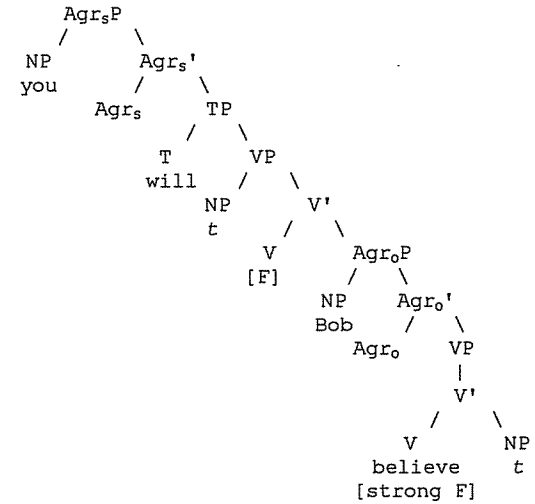 AgrₛP
NP Agrₛ'
you
Agrₛ TP
T VP
will
NP V'
t
V AgrₒP
[F]
NP Agrₒ'
Bob
Agrₒ VP
V'
V NP
believe t
[strong F]